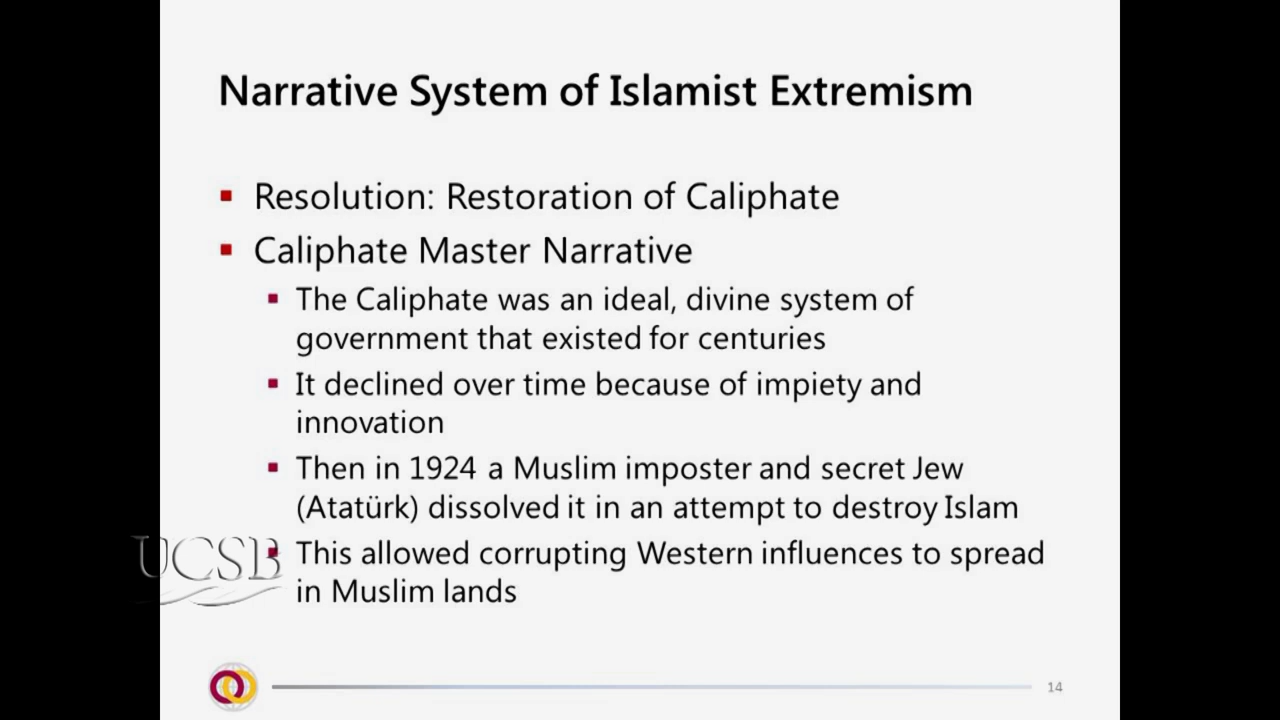 Narrative System of Islamist Extremism
Resolution: Restoration of Caliphate
Caliphate Master Narrative
The Caliphate was an ideal, divine system of
government that existed for centuries
It declined over time because of impiety and
innovation
Then in 1924 a Muslim imposter and secret Jew
(Atatürk) dissolved it in an attempt to destroy Islam
This allowed corrupting Western influences to spread
in Muslim lands
UCSB
14